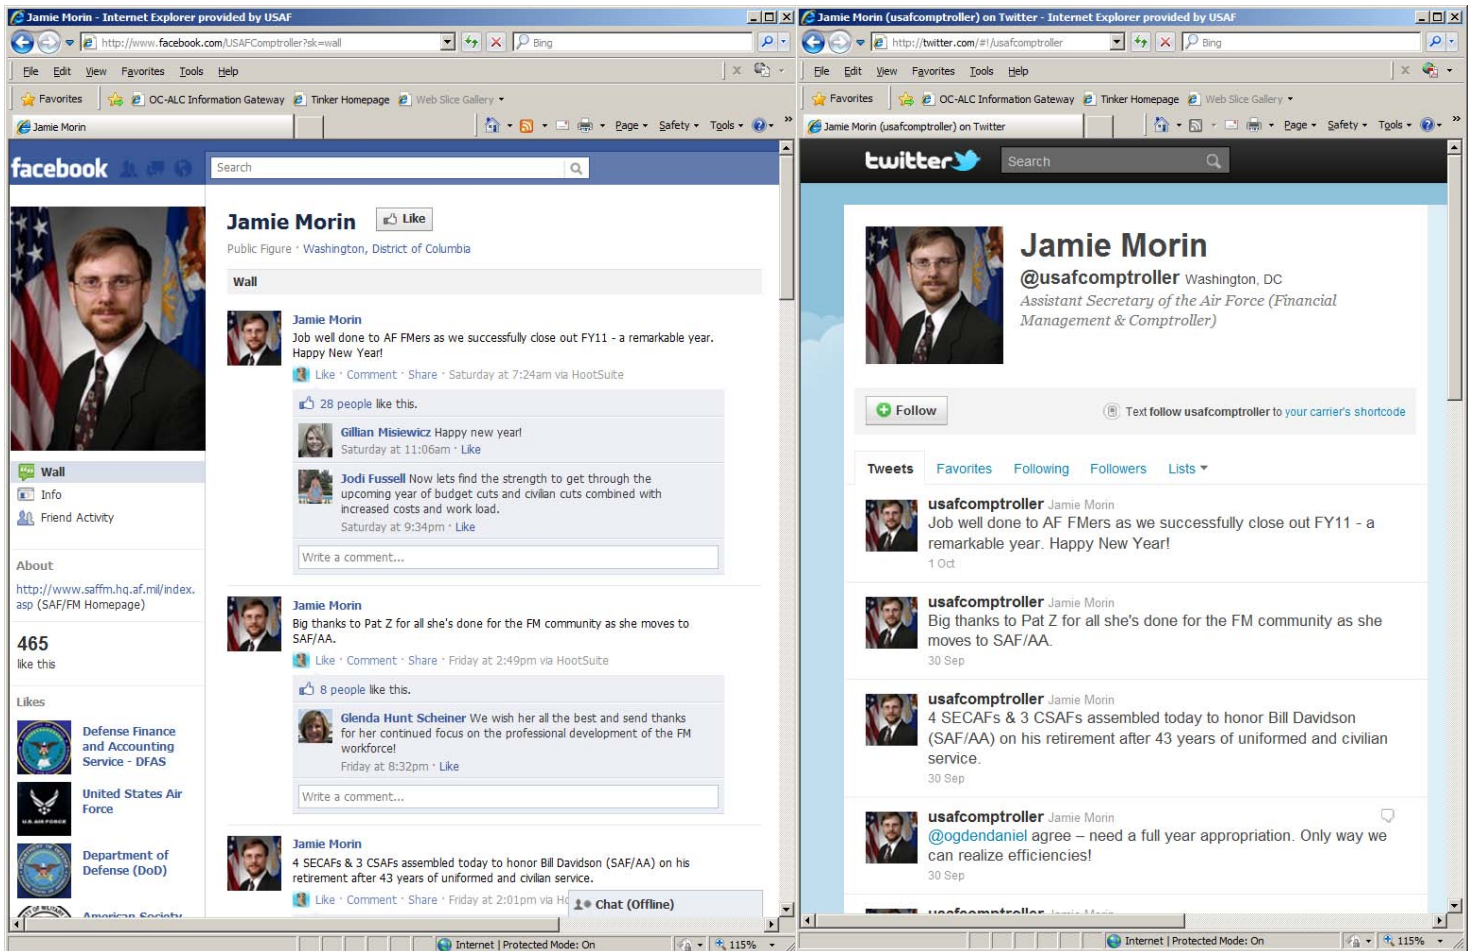 Jamie Morin - Internet Explorer provided by USAF
http://www.facebook.com/USAFComptroller?sk=wall
Bing
File Edit View Favorites Tools Help
Favorites OC-ALC Information Gateway Tinker Homepage Web Slice Gallery
Jamie Morin
Page Safety Tools
facebook
Search
Jamie Morin
Like
Public Figure · Washington, District of Columbia
Wall
Jamie Morin
Job well done to AF FMers as we successfully close out FY11 - a remarkable year.
Happy New Year!
Like · Comment · Share · Saturday at 7:24am via HootSuite
28 people like this.
Gillian Misiewicz Happy new year!
Saturday at 11:06am · Like
Jodi Fussell Now lets find the strength to get through the
upcoming year of budget cuts and civilian cuts combined with
increased costs and work load.
Saturday at 9:34pm · Like
Write a comment...
Jamie Morin
Big thanks to Pat Z for all she's done for the FM community as she moves to
SAF/AA.
Like · Comment · Share · Friday at 2:49pm via HootSuite
8 people like this.
Glenda Hunt Scheiner We wish her all the best and send thanks
for her continued focus on the professional development of the FM
workforce!
Friday at 8:32pm · Like
Write a comment...
Jamie Morin
4 SECAFs & 3 CSAFs assembled today to honor Bill Davidson (SAF/AA) on his
retirement after 43 years of uniformed and civilian service.
Like · Comment · Share · Friday at 2:01pm via Ho
Chat (Offline)
Wall
Info
Friend Activity
About
http://www.saffm.hq.af.mil/index.
asp (SAF/FM Homepage)
465
like this
Likes
Defense Finance
and Accounting
Service - DFAS
U.S. AIR FORCE
United States Air
Force
Department of
Defense (DoD)
American Society
Internet | Protected Mode: On
115%
Jamie Morin (usafcomptroller) on Twitter - Internet Explorer provided by USAF
http://twitter.com/#!/usafcomptroller
Bing
File Edit View Favorites Tools Help
Favorites OC-ALC Information Gateway Tinker Homepage Web Slice Gallery
Jamie Morin (usafcomptroller) on Twitter
Page Safety Tools
twitter
Search
Jamie Morin
@usafcomptroller Washington, DC
Assistant Secretary of the Air Force (Financial
Management & Comptroller)
Follow
Text follow usafcomptroller to your carrier's shortcode
Tweets Favorites Following Followers Lists
usafcomptroller Jamie Morin
Job well done to AF FMers as we successfully close out FY11 - a
remarkable year. Happy New Year!
1 Oct
usafcomptroller Jamie Morin
Big thanks to Pat Z for all she's done for the FM community as she
moves to SAF/AA.
30 Sep
usafcomptroller Jamie Morin
4 SECAFs & 3 CSAFs assembled today to honor Bill Davidson
(SAF/AA) on his retirement after 43 years of uniformed and civilian
service.
30 Sep
usafcomptroller Jamie Morin
@ogdendaniel agree – need a full year appropriation. Only way we
can realize efficiencies!
30 Sep
usafcomptroller Jamie Morin
Internet | Protected Mode: On
115%